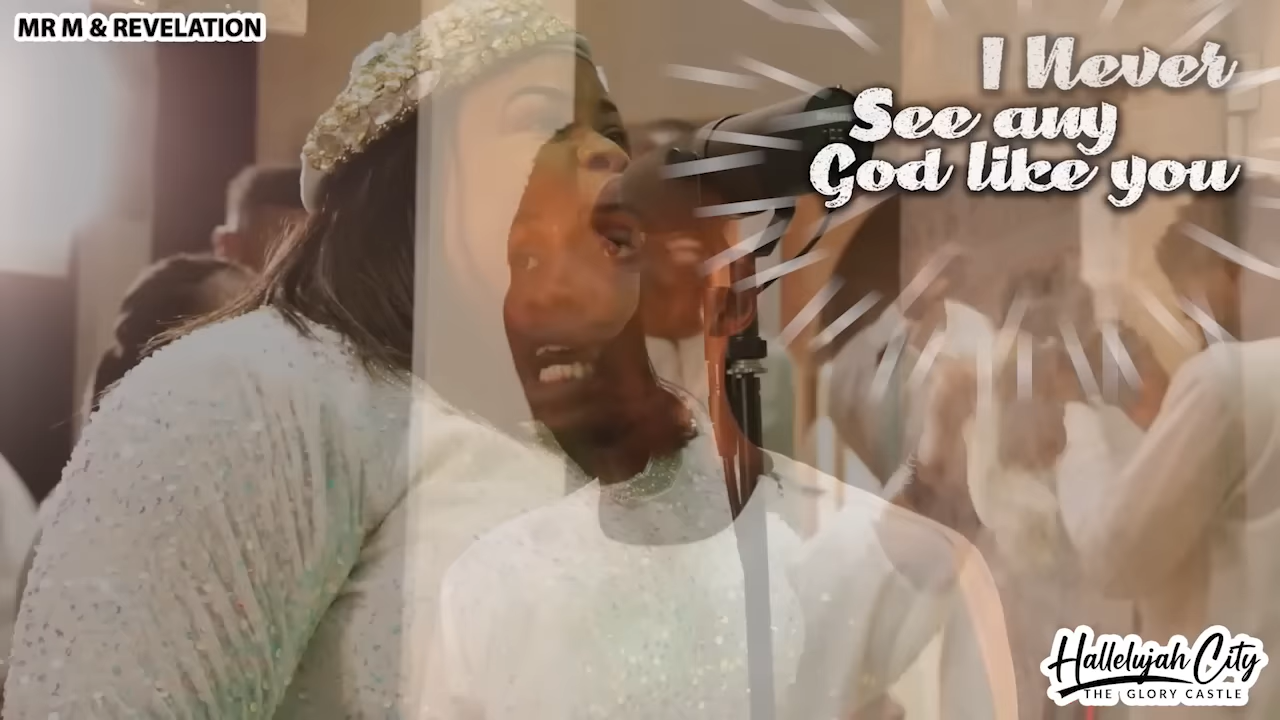 MR M & REVELATION
I Never
See any
God like you
Hallelujah City
THE GLORY CASTLE